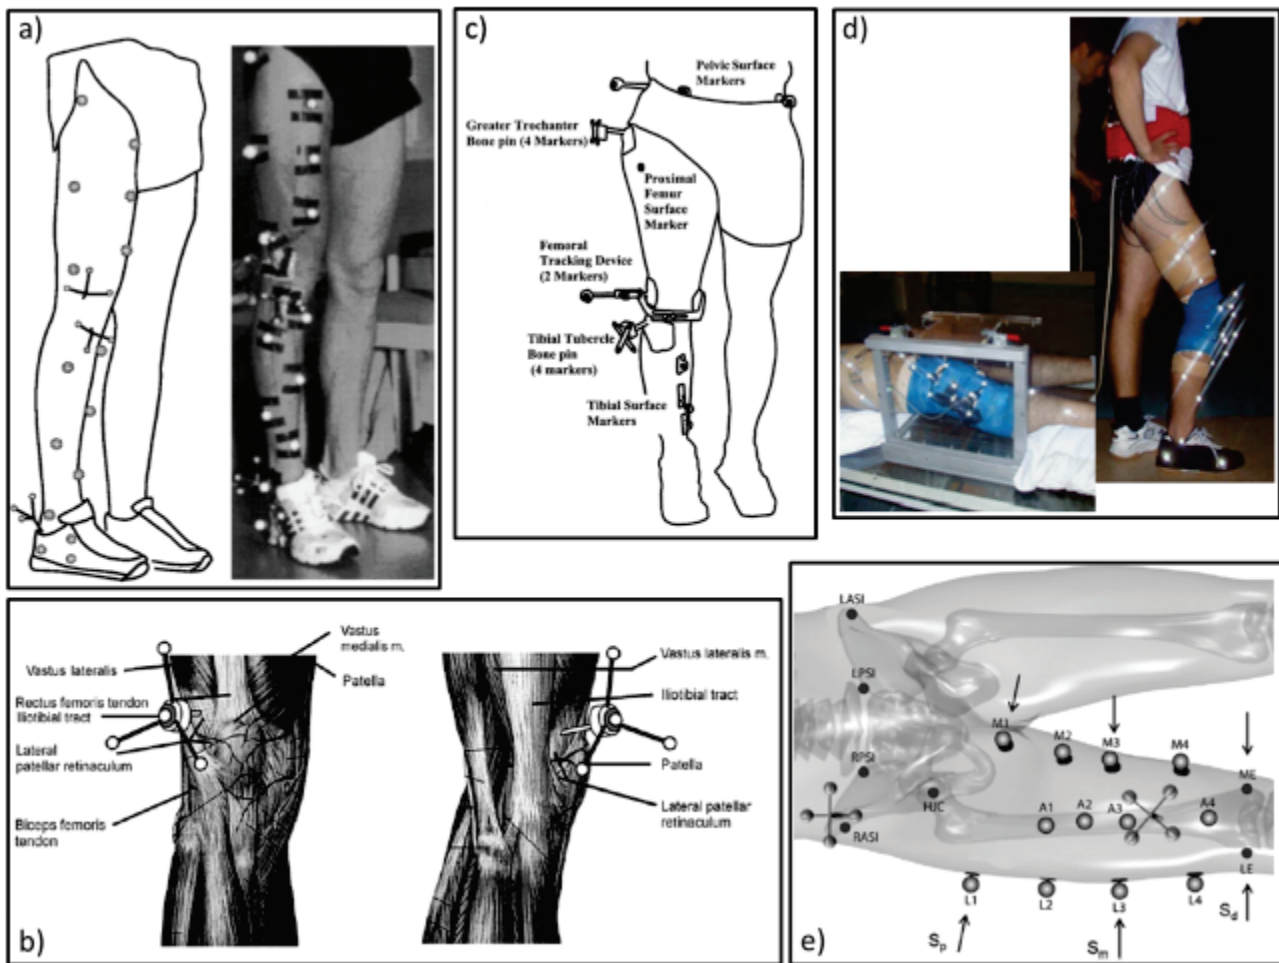 a)
c)
Pelvic Surface
Markers
Greater Trochanter
Bone pin (4 Markers)
Proximal
Femur
Surface
Marker
Femoral
Tracking Device
(2 Markers)
Tibial Tubercle
Bone pin
(4 markers)
Tibial Surface
Markers
d)
b)
Vastus
medialis m.
Vastus lateralis
Patella
Rectus femoris tendon
Iliotibial tract
Lateral
patellar retinaculum
Biceps femoris
tendon
Vastus lateralis m.
Iliotibial tract
Patella
Lateral patellar
retinaculum
e)
LASI
LPSI
M1
M2
M3
M4
RPSI
ME
HJC
A1
A2
A3
A4
RASI
LE
L1
L2
L3
L4
Sp
Sm
Sd